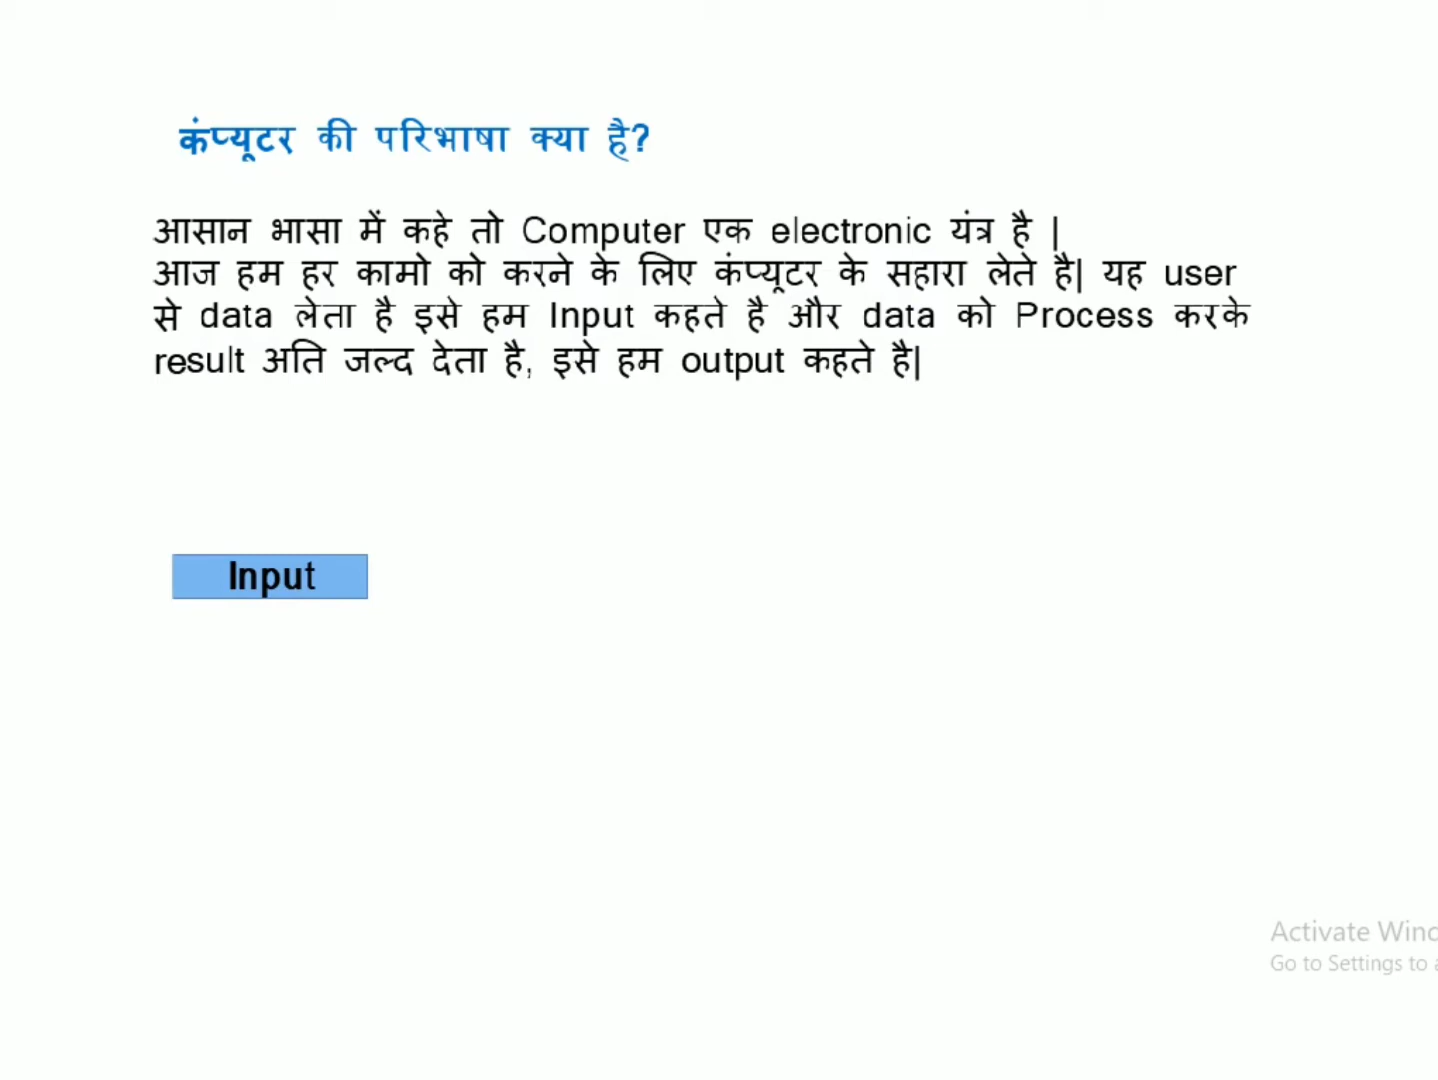 कंप्यूटर की परिभाषा क्या है?
आसान भासा में कहे तो Computer एक electronic यंत्र है |
आज हम हर कामो को करने के लिए कंप्यूटर के सहारा लेते है| यह user
से data लेता है इसे हम Input कहते है और data को Process करके
result अति जल्द देता है, इसे हम output कहते है|
Input
Activate Winc
Go to Settings to a